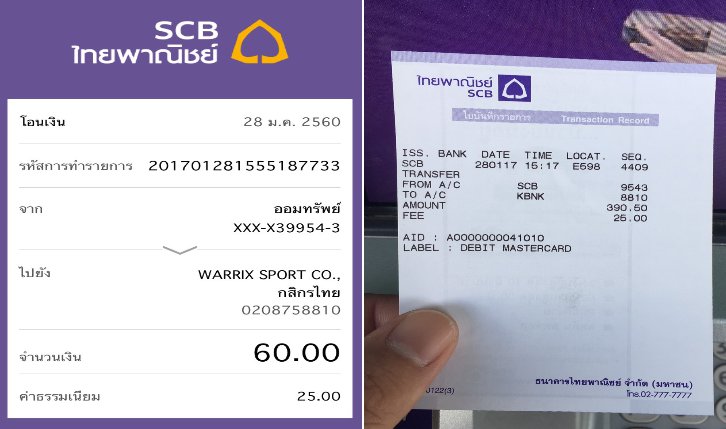 SCB
ไทยพาณิชย์
โอนเงิน 28 ม.ค. 2560
รหัสการทำรายการ 201701281555187733
จาก ออมทรัพย์
XXX-X39954-3
ไปยัง WARRIX SPORT CO.,
กสิกรไทย
0208758810
จำนวนเงิน 60.00
ค่าธรรมเนียม 25.00
ไทยพาณิชย์
SCB
ใบบันทึกรายการ Transaction Record
ISS. BANK DATE TIME LOCAT. SEQ.
SCB 280117 15:17 E598 4409
TRANSFER
FROM A/C SCB 9543
TO A/C KBNK 8810
AMOUNT 390.50
FEE 25.00
AID : A0000000041010
LABEL : DEBIT MASTERCARD
ธนาคารไทยพาณิชย์ จำกัด (มหาชน)
โทร.02-777-7777
0122(3)